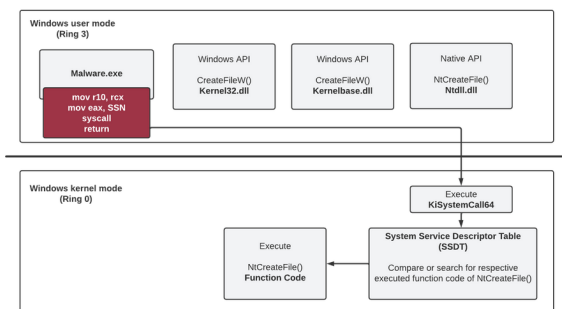 Windows user mode
(Ring 3)
Malware.exe
mov r10, rcx
mov eax, SSN
syscall
return
Windows API
CreateFileW()
Kernel32.dll
Windows API
CreateFileW()
Kernelbase.dll
Native API
NtCreateFile()
Ntdll.dll
Windows kernel mode
(Ring 0)
Execute
KiSystemCall64
System Service Descriptor Table
(SSDT)
Compare or search for respective
executed function code of NtCreateFile()
Execute
NtCreateFile()
Function Code